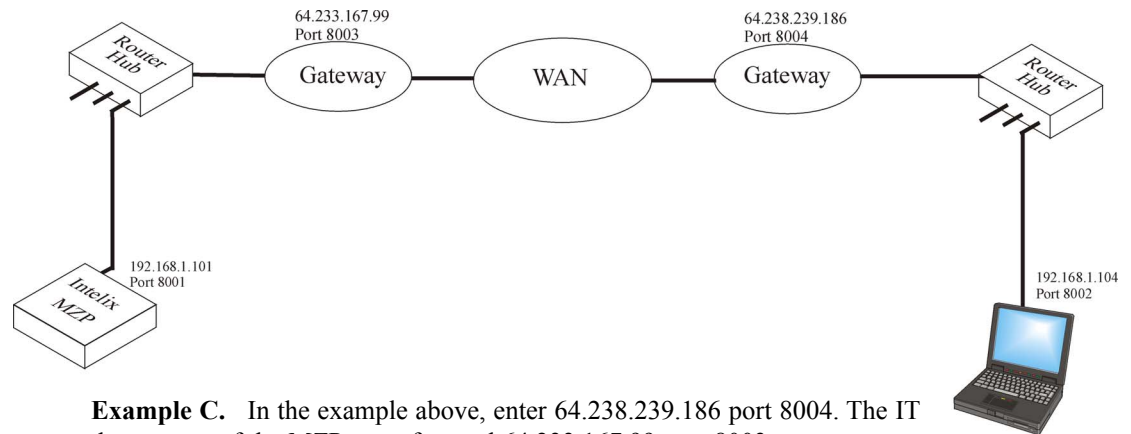 64.233.167.99
Port 8003
64.238.239.186
Port 8004
Router
Hub
Gateway
WAN
Gateway
Router
Hub
192.168.1.101
Port 8001
Intelix
MZP
192.168.1.104
Port 8002
Example C. In the example above, enter 64.238.239.186 port 8004. The IT